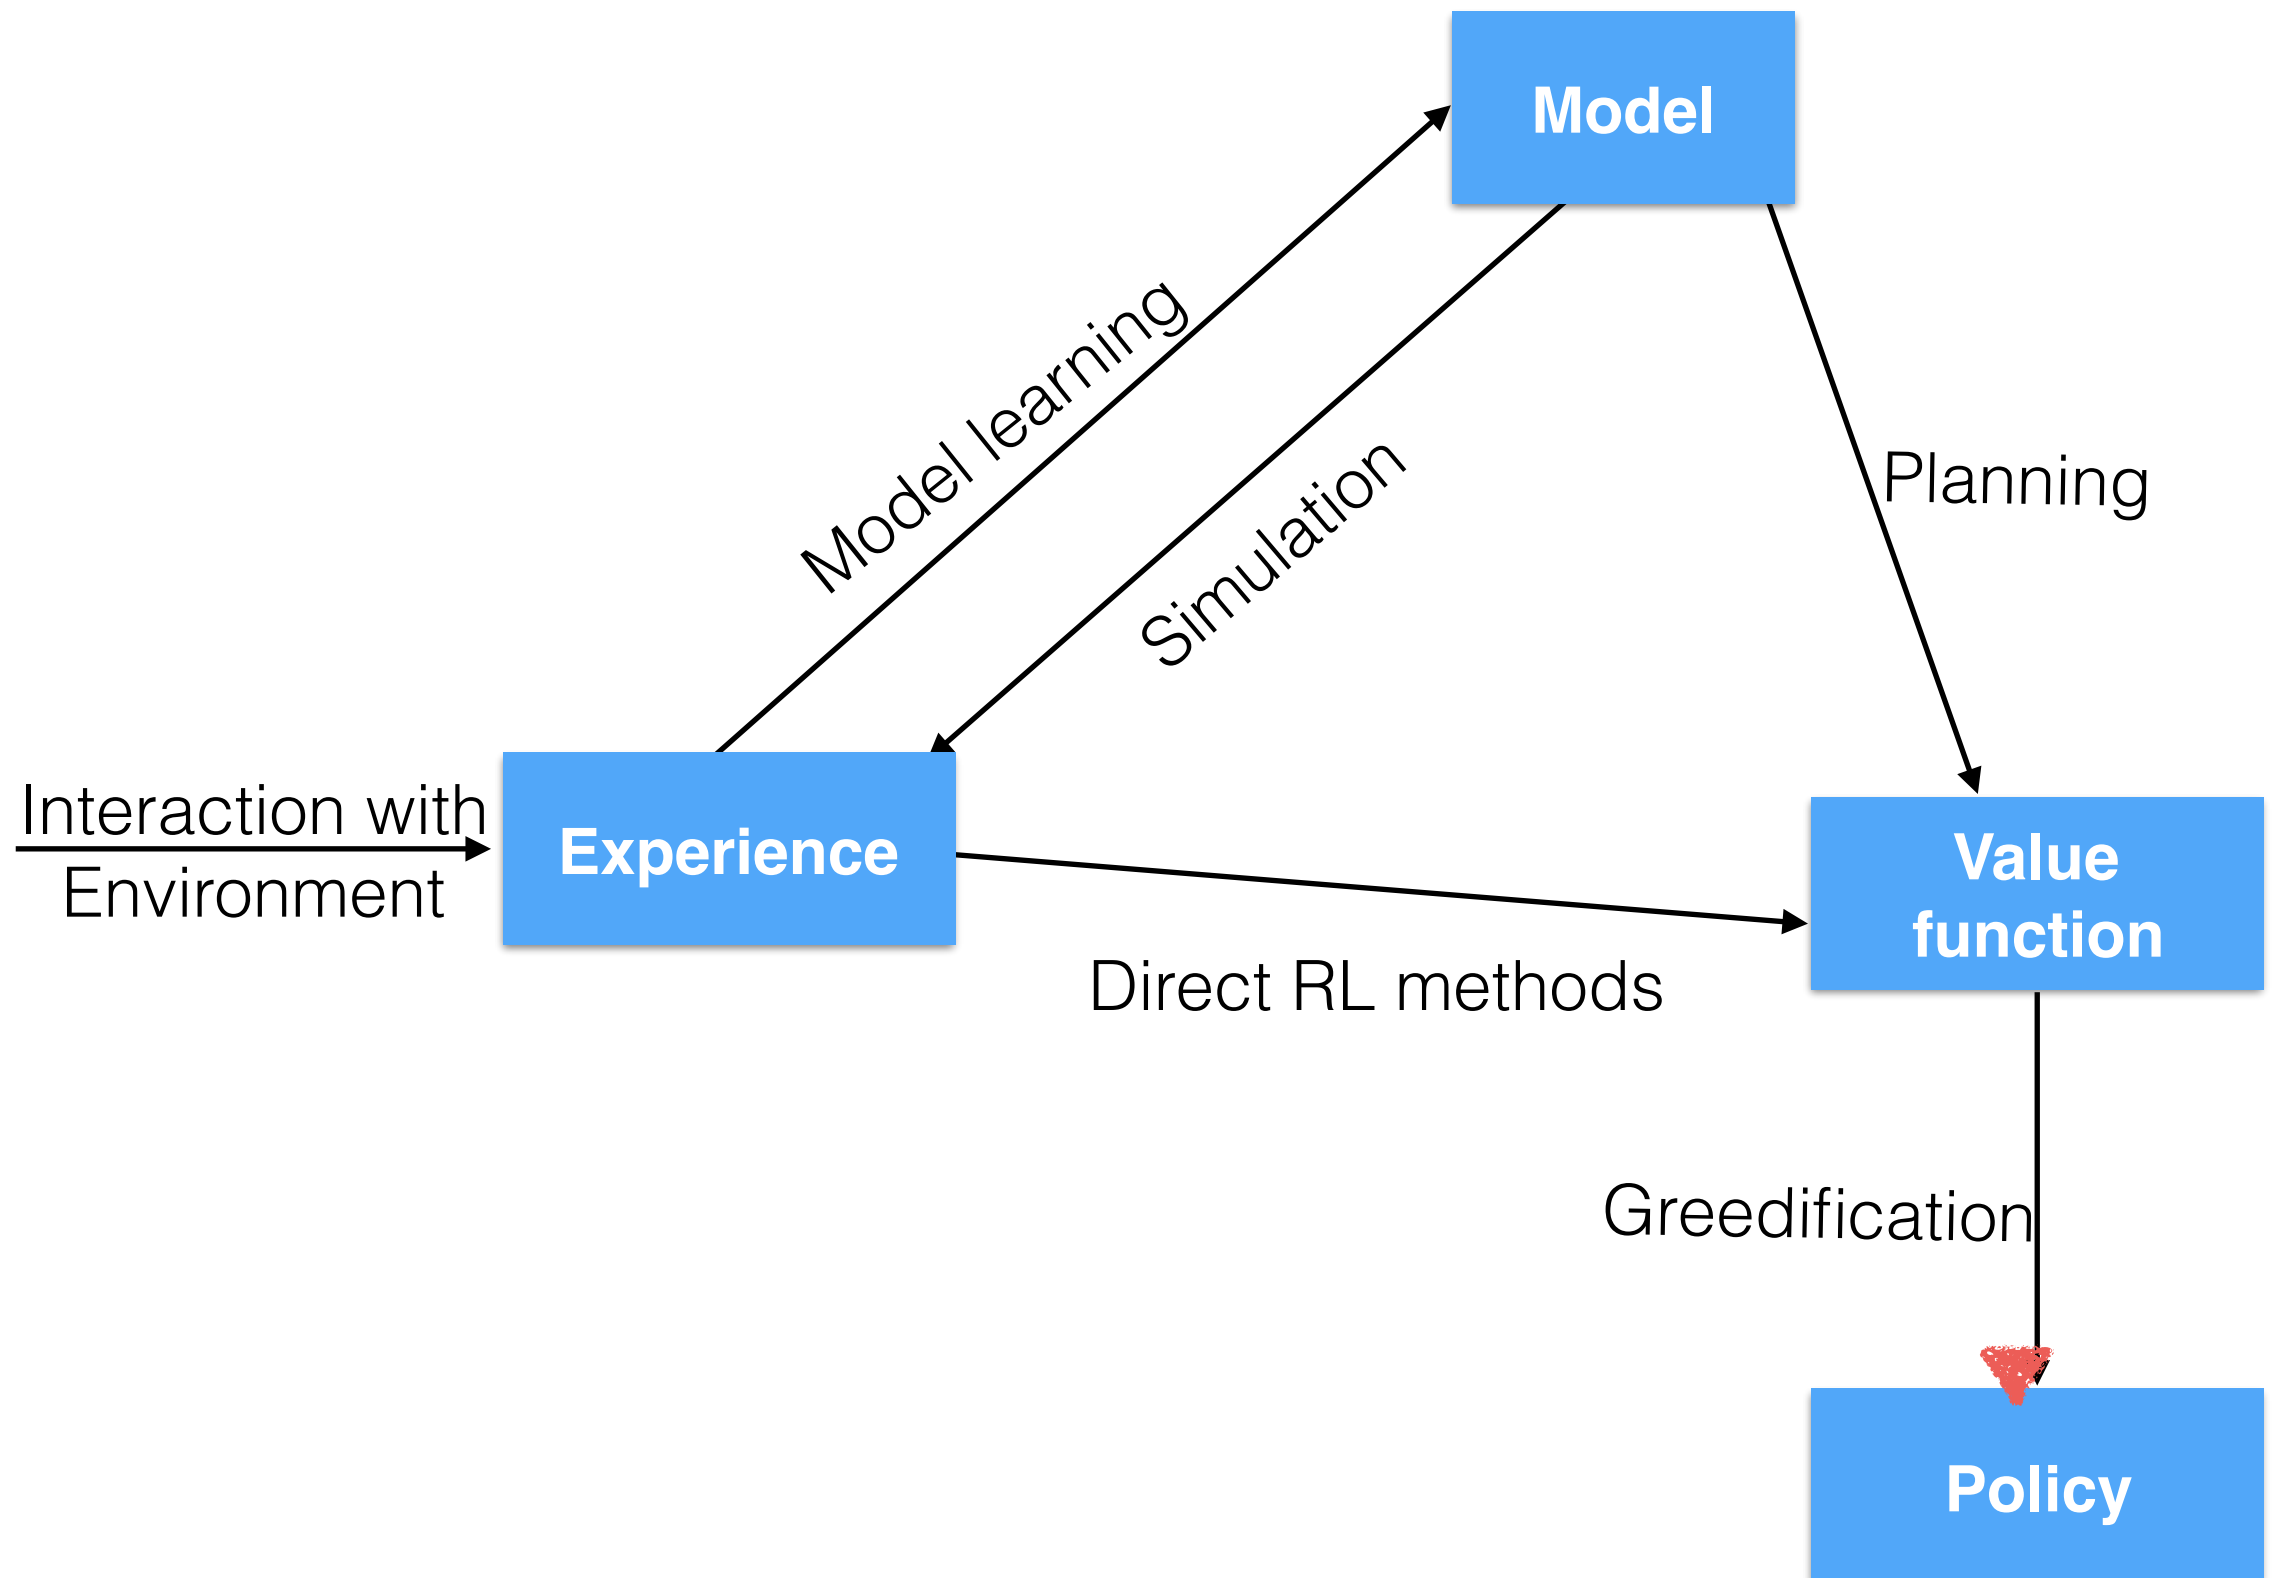 Model
Model learning
Simulation
Planning
Interaction with
Environment
Experience
Value
function
Direct RL methods
Greedification
Policy